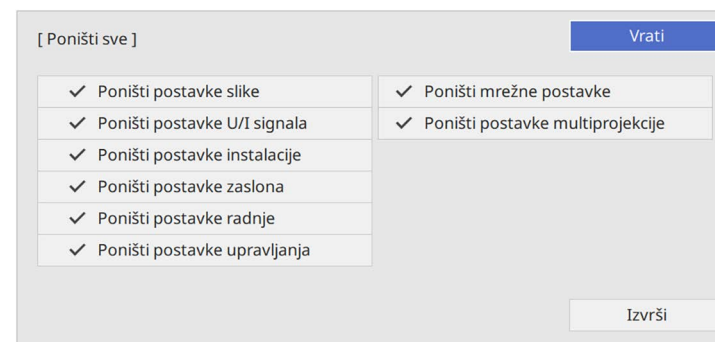 [ Poništi sve ]
Vrati
Poništi postavke slike
Poništi postavke U/I signala
Poništi postavke instalacije
Poništi postavke zaslona
Poništi postavke radnje
Poništi postavke upravljanja
Poništi mrežne postavke
Poništi postavke multiprojekcije
Izvrši